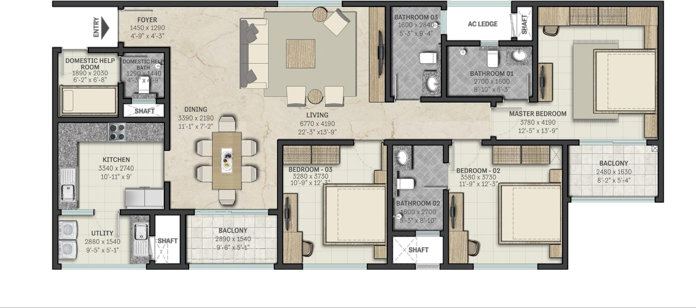 ENTRY
FOYER
1450 x 1290
4'-9" x 4'-3"
DOMESTIC HELP
ROOM
1890 x 2030
6'-2" x 6'-8"
DOMESTIC HELP
BATH
SHAFT
DINING
3390 x 2190
11'-1" x 7'-2"
LIVING
6770 x 4190
22'-3" x 13'-9"
BATHROOM 03
1600 x 2840
5'-3" x 9'-4"
AC LEDGE
SHAFT
BATHROOM 01
2700 x 1600
8'-10" x 5'-3"
MASTER BEDROOM
3780 x 4190
12'-5" x 13'-9"
KITCHEN
3340 x 2740
10'-11" x 9'
BEDROOM - 03
3280 x 3730
10'-9" x 12'-3"
BATHROOM 02
1600 x 2700
5'-3" x 8'-10"
BEDROOM - 02
3580 x 3730
11'-9" x 12'-3"
BACLONY
2480 x 1630
8'-2" x 5'-4"
UTLITY
2880 x 1540
9'-5" x 5'-1"
SHAFT
BACLONY
2890 x 1540
9'-6" x 5'-1"
SHAFT